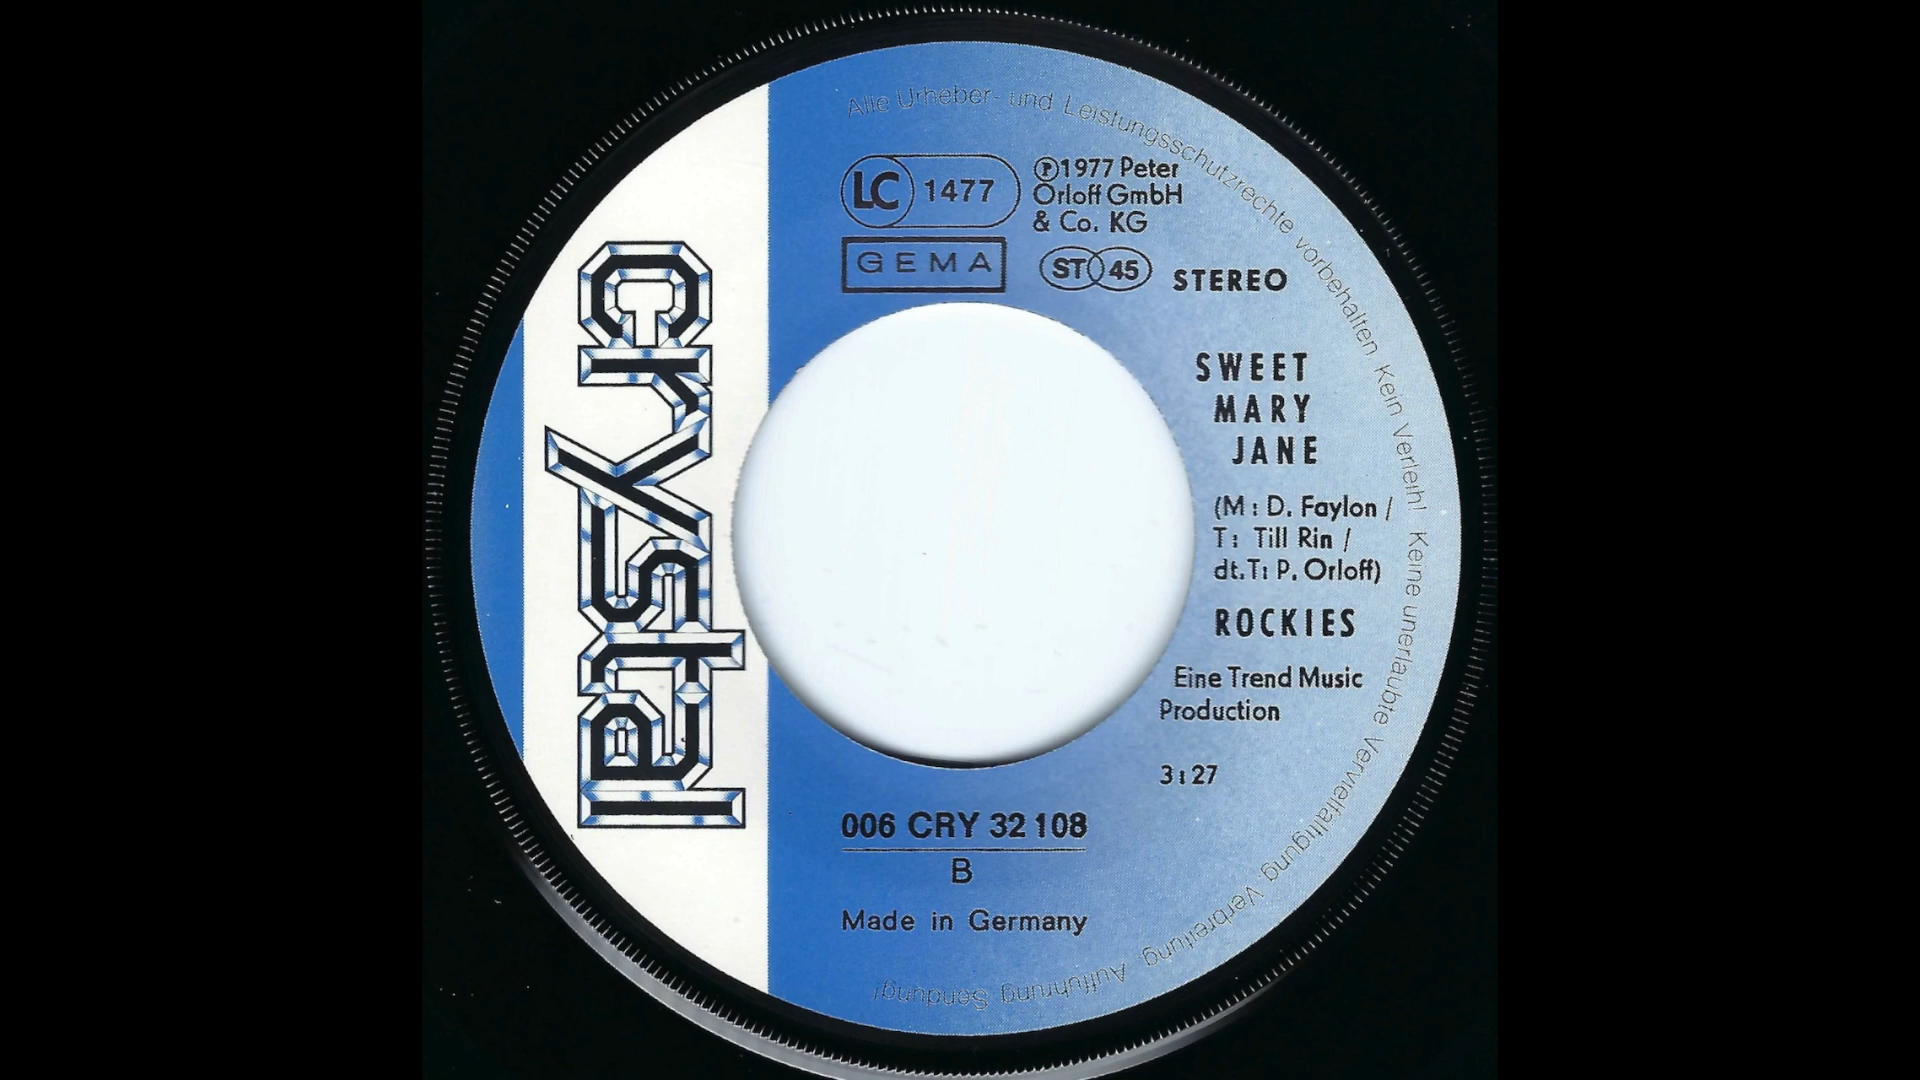 Alle Urheber- und Leistungsschutzrechte vorbehalten. Kein Verleih! Keine unerlaubte Vervielfältigung, Verbreitung, Aufführung, Sendung!
LC 1477
℗1977 Peter
Orloff GmbH
& Co. KG
GEMA
ST 45 STEREO
crystal
SWEET
MARY
JANE
(M: D. Faylon /
T: Till Rin /
dt.T: P. Orloff)
ROCKIES
Eine Trend Music
Production
3:27
006 CRY 32 108
B
Made in Germany